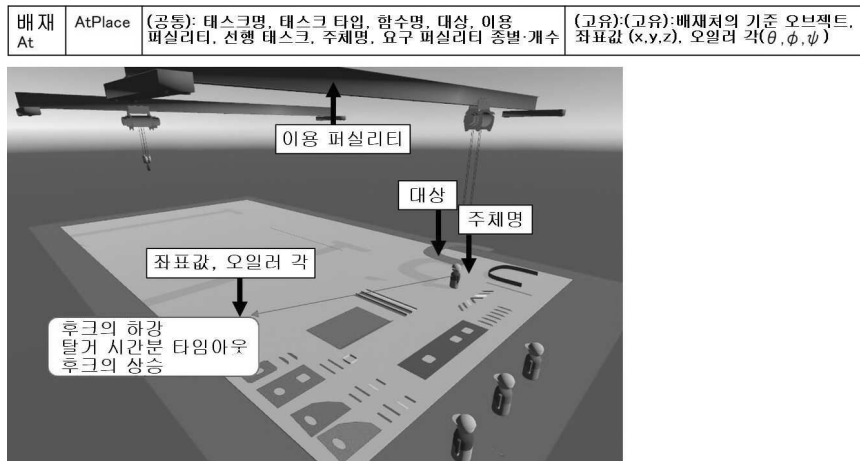 배재
At
AtPlace
(공통): 태스크명, 태스크 타입, 함수명, 대상, 이용
퍼실리티, 선행 태스크, 주체명, 요구 퍼실리티 종별·개수
(고유):(고유):배재처의 기준 오브젝트,
좌표값 (x,y,z), 오일러 각(θ,φ,ψ)
이용 퍼실리티
대상
주체명
좌표값, 오일러 각
후크의 하강
탈거 시간분 타임아웃
후크의 상승